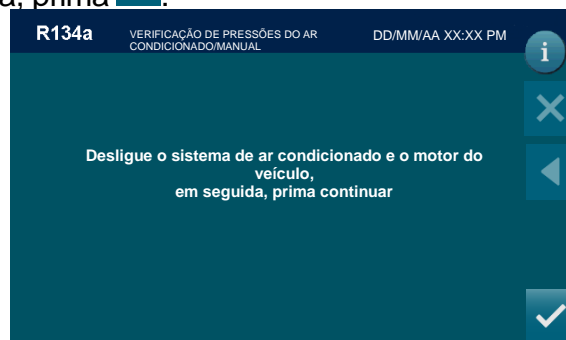 a, prima .
R134a
VERIFICAÇÃO DE PRESSÕES DO AR
CONDICIONADO/MANUAL
DD/MM/AA XX:XX PM
i
Desligue o sistema de ar condicionado e o motor do
veículo,
em seguida, prima continuar